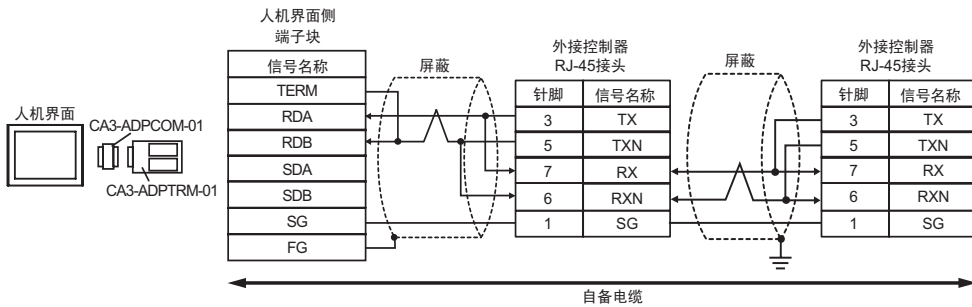 人机界面侧
端子块
信号名称
TERM
RDA
RDB
SDA
SDB
SG
FG
人机界面
CA3-ADPCOM-01
CA3-ADPTRM-01
屏蔽
外接控制器
RJ-45接头
针脚 信号名称
3 TX
5 TXN
7 RX
6 RXN
1 SG
屏蔽
外接控制器
RJ-45接头
针脚 信号名称
3 TX
5 TXN
7 RX
6 RXN
1 SG
自备电缆